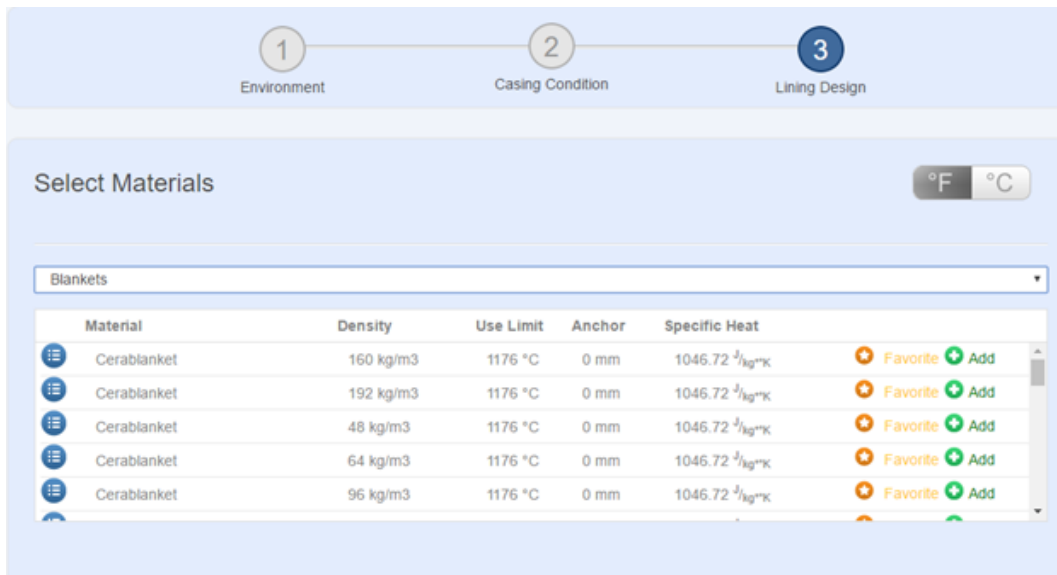 1
2
3
Environment
Casing Condition
Lining Design
Select Materials
°F °C
Blankets
Material Density Use Limit Anchor Specific Heat
Cerablanket 160 kg/m3 1176 °C 0 mm 1046.72 J/kg*°K Favorite Add
Cerablanket 192 kg/m3 1176 °C 0 mm 1046.72 J/kg*°K Favorite Add
Cerablanket 48 kg/m3 1176 °C 0 mm 1046.72 J/kg*°K Favorite Add
Cerablanket 64 kg/m3 1176 °C 0 mm 1046.72 J/kg*°K Favorite Add
Cerablanket 96 kg/m3 1176 °C 0 mm 1046.72 J/kg*°K Favorite Add